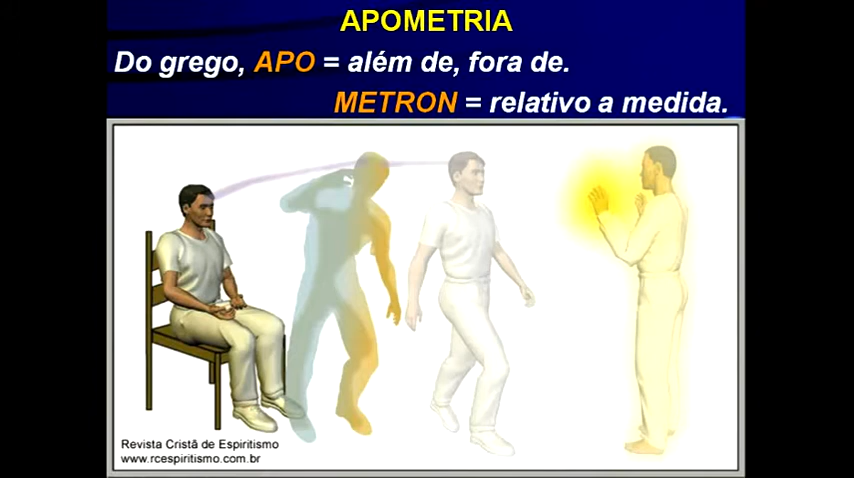 APOMETRIA
Do grego, APO = além de, fora de.
METRON = relativo a medida.
Revista Cristã de Espiritismo
www.rcespiritismo.com.br